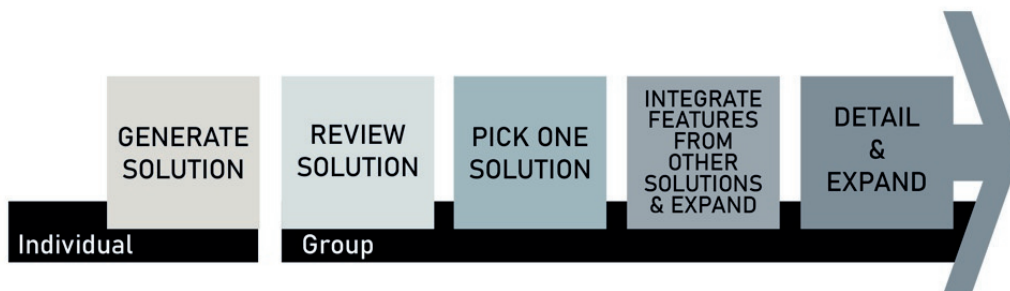 GENERATE
SOLUTION
REVIEW
SOLUTION
PICK ONE
SOLUTION
INTEGRATE
FEATURES
FROM
OTHER
SOLUTIONS
& EXPAND
DETAIL
&
EXPAND
Individual
Group